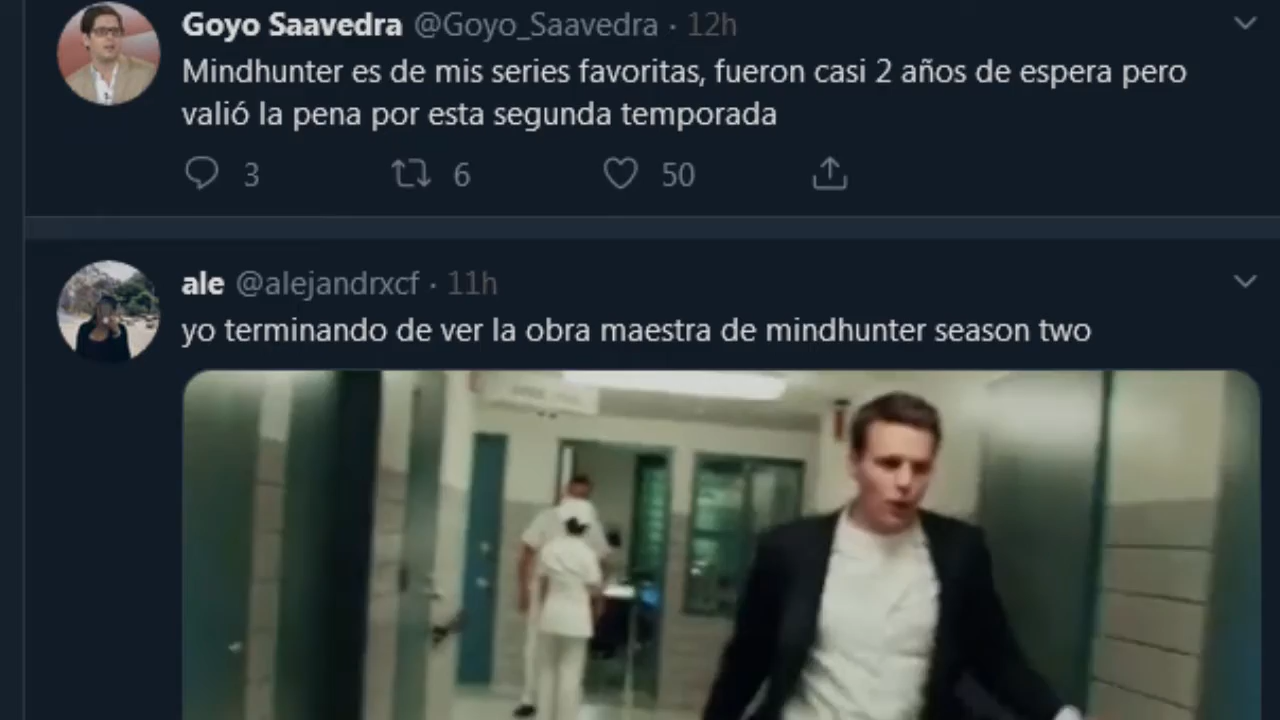 Goyo Saavedra @Goyo_Saavedra · 12h
Mindhunter es de mis series favoritas, fueron casi 2 años de espera pero
valió la pena por esta segunda temporada
3 6 50
ale @alejandrxcf · 11h
yo terminando de ver la obra maestra de mindhunter season two